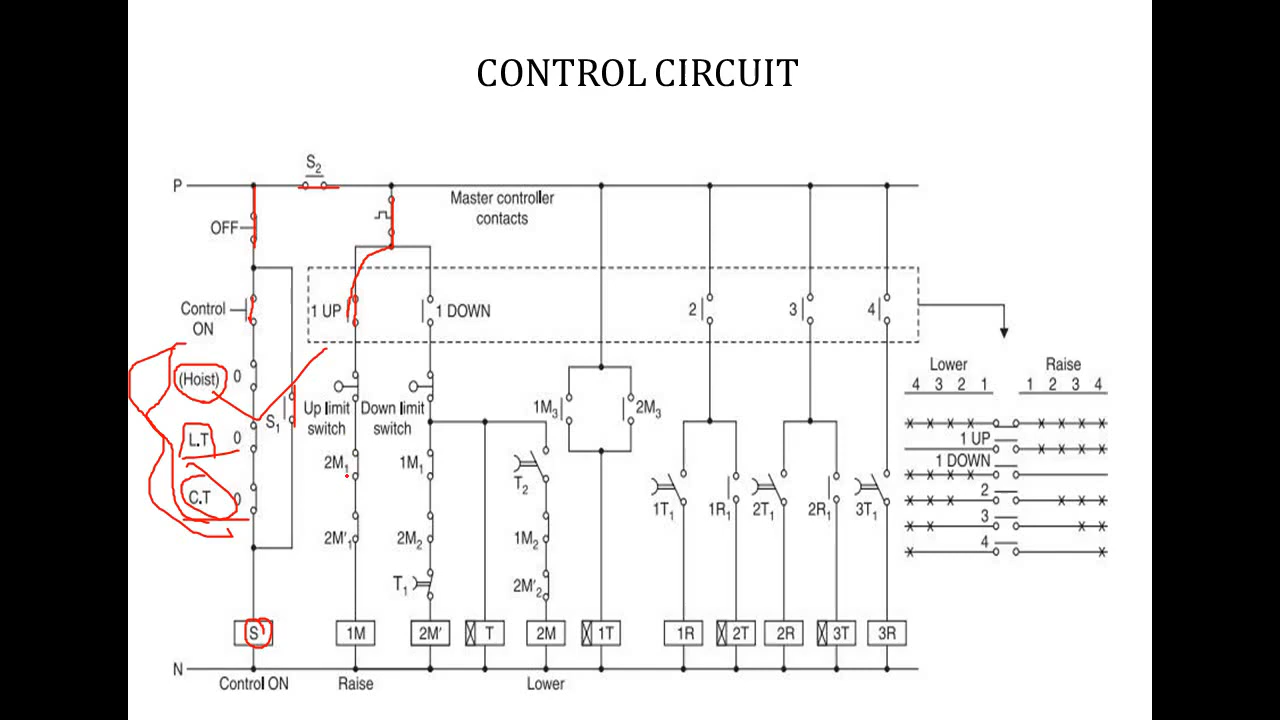 CONTROL CIRCUIT
S2
P
Master controller
contacts
OFF
Control
ON
1 UP
1 DOWN
2
3
4
Lower
Raise
4 3 2 1
1 2 3 4
(Hoist) 0
S1
Up limit
switch
Down limit
switch
1M3
2M3
1 UP
1 DOWN
L.T 0
2M1
1M1
T2
C.T 0
1T1
1R1
2T1
2R1
3T1
2
3
4
2M'1
2M2
1M2
T1
2M'2
S
1M
2M'
T
2M
1T
1R
2T
2R
3T
3R
N
Control ON
Raise
Lower